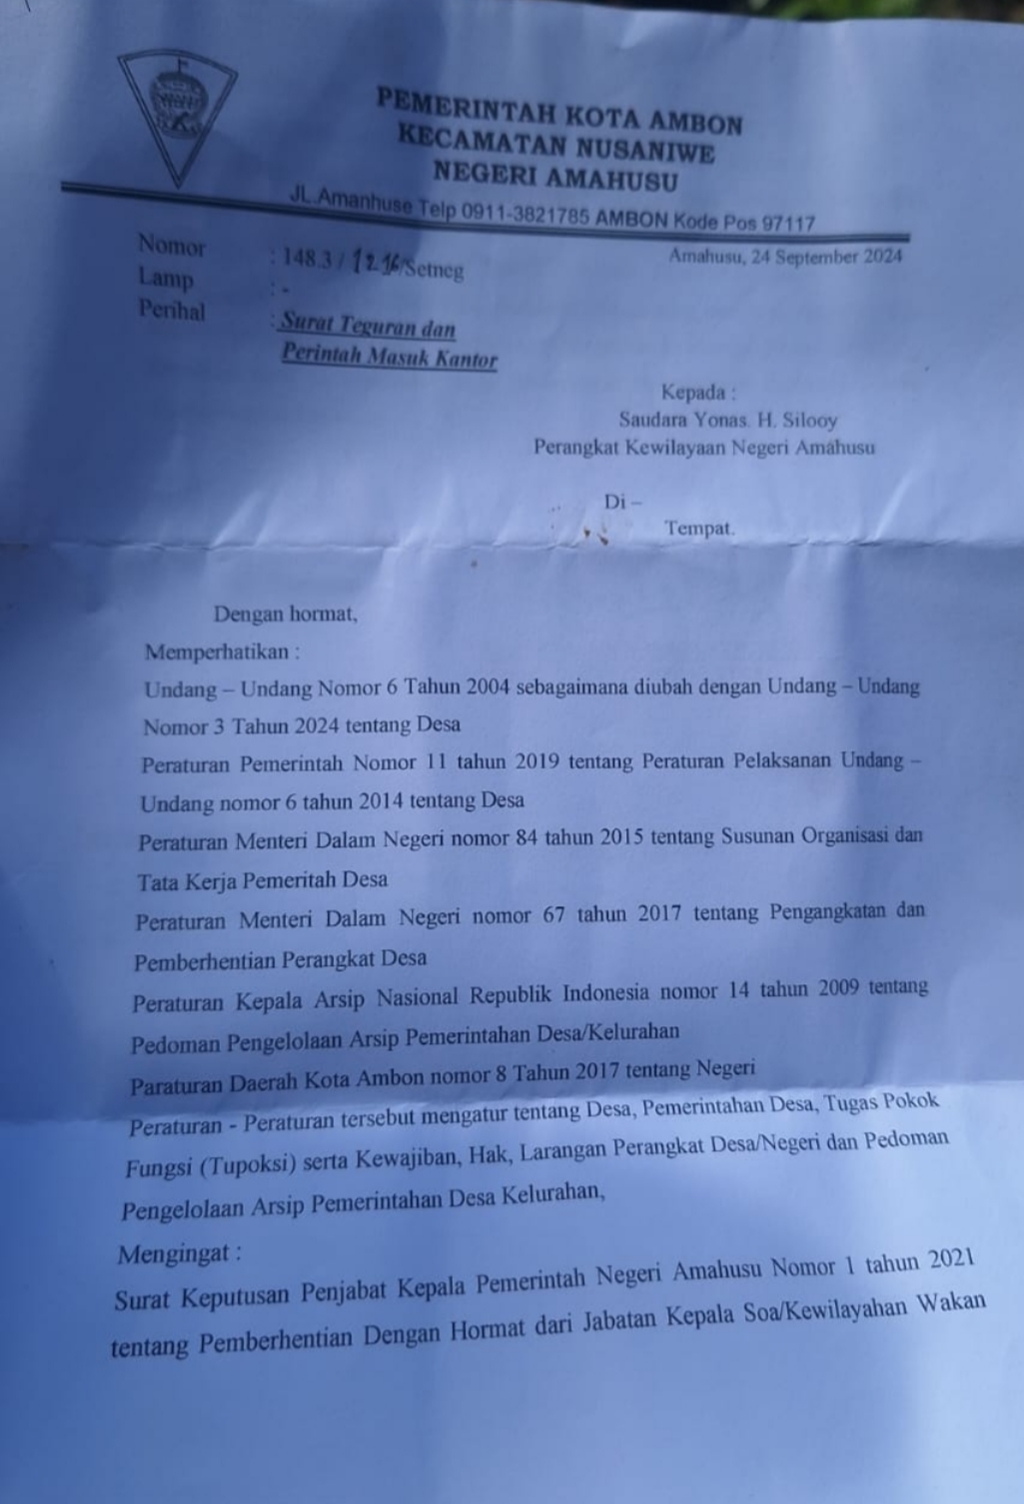 PEMERINTAH KOTA AMBON
KECAMATAN NUSANIWE
NEGERI AMAHUSU
JL.Amanhuse Telp 0911-3821785 AMBON Kode Pos 97117
Amahusu, 24 September 2024
Nomor : 148.3 / 12.16/Setneg
Lamp : -
Perihal : Surat Teguran dan
Perintah Masuk Kantor
Kepada :
Saudara Yonas. H. Silooy
Perangkat Kewilayaan Negeri Amahusu
Di –
Tempat.
Dengan hormat,
Memperhatikan :
Undang – Undang Nomor 6 Tahun 2004 sebagaimana diubah dengan Undang – Undang
Nomor 3 Tahun 2024 tentang Desa
Peraturan Pemerintah Nomor 11 tahun 2019 tentang Peraturan Pelaksanan Undang –
Undang nomor 6 tahun 2014 tentang Desa
Peraturan Menteri Dalam Negeri nomor 84 tahun 2015 tentang Susunan Organisasi dan
Tata Kerja Pemeritah Desa
Peraturan Menteri Dalam Negeri nomor 67 tahun 2017 tentang Pengangkatan dan
Pemberhentian Perangkat Desa
Peraturan Kepala Arsip Nasional Republik Indonesia nomor 14 tahun 2009 tentang
Pedoman Pengelolaan Arsip Pemerintahan Desa/Kelurahan
Paraturan Daerah Kota Ambon nomor 8 Tahun 2017 tentang Negeri
Peraturan - Peraturan tersebut mengatur tentang Desa, Pemerintahan Desa, Tugas Pokok
Fungsi (Tupoksi) serta Kewajiban, Hak, Larangan Perangkat Desa/Negeri dan Pedoman
Pengelolaan Arsip Pemerintahan Desa Kelurahan,
Mengingat :
Surat Keputusan Penjabat Kepala Pemerintah Negeri Amahusu Nomor 1 tahun 2021
tentang Pemberhentian Dengan Hormat dari Jabatan Kepala Soa/Kewilayahan Wakan